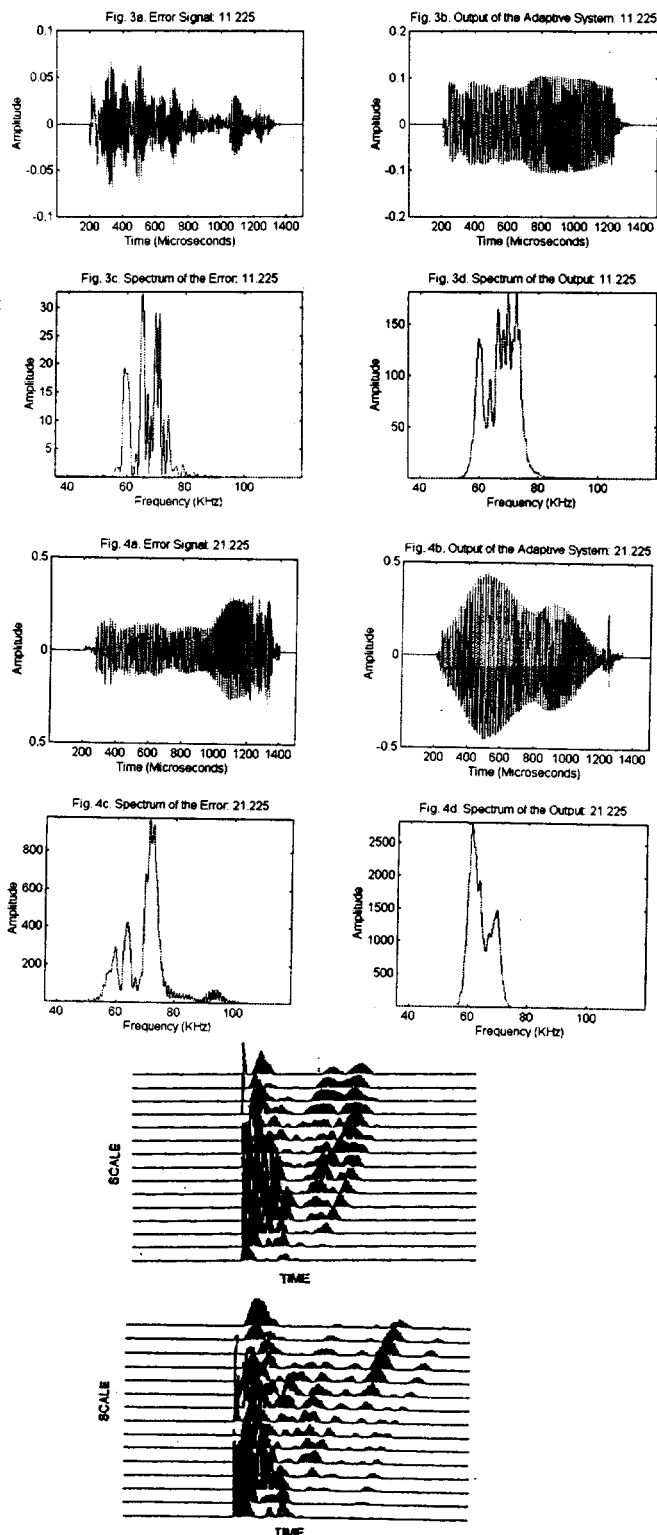 Fig. 3a. Error Signal: 11.225
0.1
0.05
0
-0.05
-0.1
Amplitude
200 400 600 800 1000 1200 1400
Time (Microseconds)
Fig. 3b. Output of the Adaptive System: 11.225
0.2
0.1
0
-0.1
-0.2
Amplitude
200 400 600 800 1000 1200 1400
Time (Microseconds)
Fig. 3c. Spectrum of the Error: 11.225
30
25
20
15
10
5
Amplitude
40 60 80 100
Frequency (KHz)
Fig. 3d. Spectrum of the Output: 11.225
150
100
50
Amplitude
40 60 80 100
Frequency (KHz)
Fig. 4a. Error Signal: 21.225
0.5
0
0.5
Amplitude
200 400 600 800 1000 1200 1400
Time (Microseconds)
Fig. 4b. Output of the Adaptive System: 21.225
0.5
0
-0.5
Amplitude
200 400 600 800 1000 1200 1400
Time (Microseconds)
Fig. 4c. Spectrum of the Error: 21.225
800
600
400
200
Amplitude
40 60 80 100
Frequency (KHz)
Fig. 4d. Spectrum of the Output: 21.225
2500
2000
1500
1000
500
Amplitude
40 60 80 100
Frequency (KHz)
SCALE
TIME
SCALE
TIME